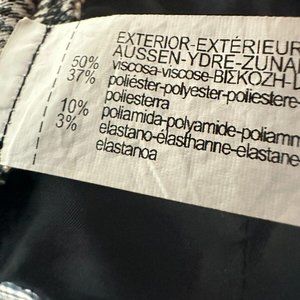 EXTERIOR-EXTÉRIEUR
AUSSEN-YDRE-ZUNA
50% viscosa-viscose-ΒΙΣΚΟΖΗ-
37% poliéster-polyester-poliestere
poliesterra
10% poliamida-polyamide-poliamm
3% elastano-élasthanne-elastane
elastanoa